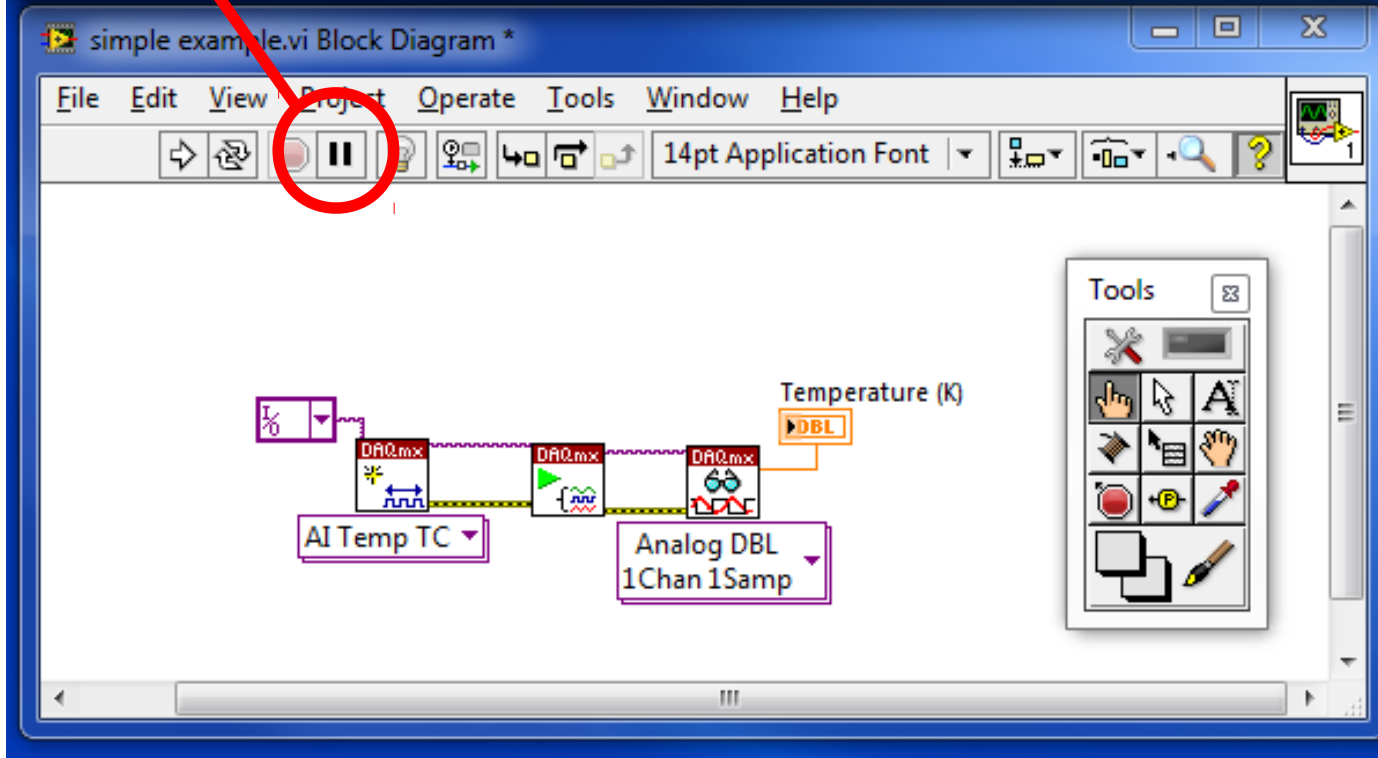 simple example.vi Block Diagram *
File Edit View Project Operate Tools Window Help
14pt Application Font
1
Tools
Temperature (K)
I/O
DBL
DAQmx
DAQmx
DAQmx
AI Temp TC
Analog DBL
1Chan 1Samp